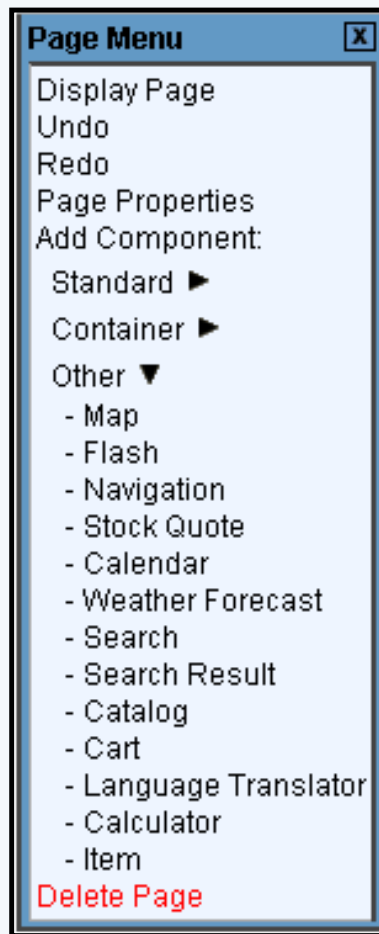 Page Menu X
Display Page
Undo
Redo
Page Properties
Add Component:
Standard ►
Container ►
Other ▼
- Map
- Flash
- Navigation
- Stock Quote
- Calendar
- Weather Forecast
- Search
- Search Result
- Catalog
- Cart
- Language Translator
- Calculator
- Item
Delete Page